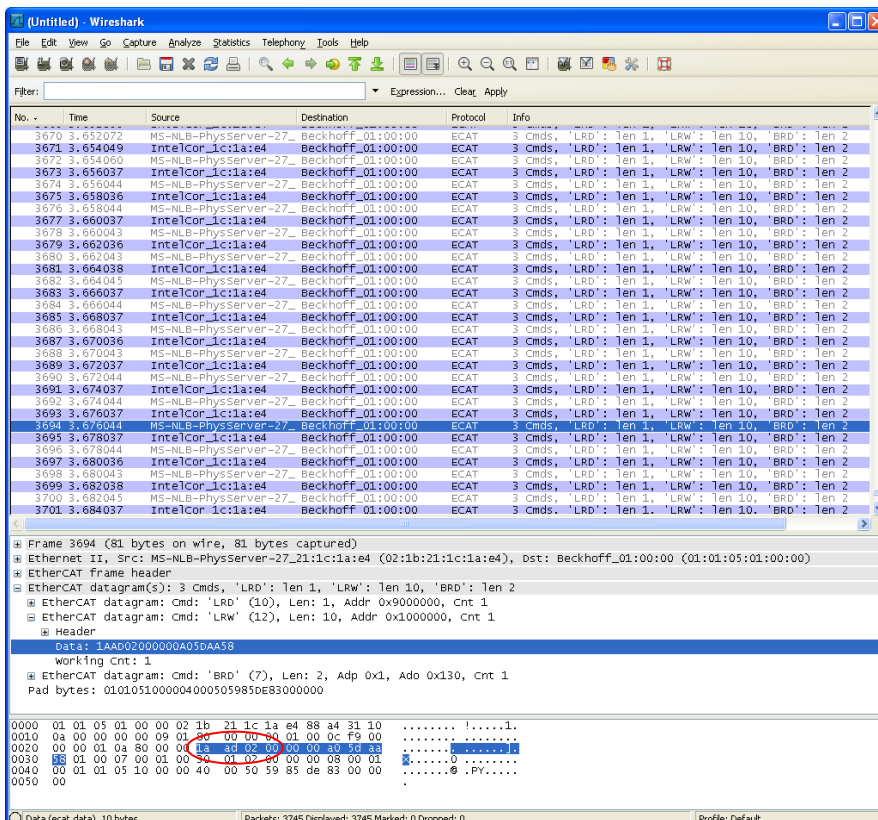 (Untitled) - Wireshark
File Edit View Go Capture Analyze Statistics Telephony Tools Help
Filter: Expression... Clear Apply
No. - Time Source Destination Protocol Info
3670 3.652072 MS-NLB-PhysServer-27_ Beckhoff_01:00:00 ECAT 3 Cmds, 'LRD': len 1, 'LRW': len 10, 'BRD': len 2
3671 3.654049 IntelCor_1c:1a:e4 Beckhoff_01:00:00 ECAT 3 Cmds, 'LRD': len 1, 'LRW': len 10, 'BRD': len 2
3672 3.654060 MS-NLB-PhysServer-27_ Beckhoff_01:00:00 ECAT 3 Cmds, 'LRD': len 1, 'LRW': len 10, 'BRD': len 2
3673 3.656037 IntelCor_1c:1a:e4 Beckhoff_01:00:00 ECAT 3 Cmds, 'LRD': len 1, 'LRW': len 10, 'BRD': len 2
3674 3.656044 MS-NLB-PhysServer-27_ Beckhoff_01:00:00 ECAT 3 Cmds, 'LRD': len 1, 'LRW': len 10, 'BRD': len 2
3675 3.658036 IntelCor_1c:1a:e4 Beckhoff_01:00:00 ECAT 3 Cmds, 'LRD': len 1, 'LRW': len 10, 'BRD': len 2
3676 3.658044 MS-NLB-PhysServer-27_ Beckhoff_01:00:00 ECAT 3 Cmds, 'LRD': len 1, 'LRW': len 10, 'BRD': len 2
3677 3.660037 IntelCor_1c:1a:e4 Beckhoff_01:00:00 ECAT 3 Cmds, 'LRD': len 1, 'LRW': len 10, 'BRD': len 2
3678 3.660043 MS-NLB-PhysServer-27_ Beckhoff_01:00:00 ECAT 3 Cmds, 'LRD': len 1, 'LRW': len 10, 'BRD': len 2
3679 3.662036 IntelCor_1c:1a:e4 Beckhoff_01:00:00 ECAT 3 Cmds, 'LRD': len 1, 'LRW': len 10, 'BRD': len 2
3680 3.662043 MS-NLB-PhysServer-27_ Beckhoff_01:00:00 ECAT 3 Cmds, 'LRD': len 1, 'LRW': len 10, 'BRD': len 2
3681 3.664038 IntelCor_1c:1a:e4 Beckhoff_01:00:00 ECAT 3 Cmds, 'LRD': len 1, 'LRW': len 10, 'BRD': len 2
3682 3.664045 MS-NLB-PhysServer-27_ Beckhoff_01:00:00 ECAT 3 Cmds, 'LRD': len 1, 'LRW': len 10, 'BRD': len 2
3683 3.666037 IntelCor_1c:1a:e4 Beckhoff_01:00:00 ECAT 3 Cmds, 'LRD': len 1, 'LRW': len 10, 'BRD': len 2
3684 3.666044 MS-NLB-PhysServer-27_ Beckhoff_01:00:00 ECAT 3 Cmds, 'LRD': len 1, 'LRW': len 10, 'BRD': len 2
3685 3.668037 IntelCor_1c:1a:e4 Beckhoff_01:00:00 ECAT 3 Cmds, 'LRD': len 1, 'LRW': len 10, 'BRD': len 2
3686 3.668043 MS-NLB-PhysServer-27_ Beckhoff_01:00:00 ECAT 3 Cmds, 'LRD': len 1, 'LRW': len 10, 'BRD': len 2
3687 3.670036 IntelCor_1c:1a:e4 Beckhoff_01:00:00 ECAT 3 Cmds, 'LRD': len 1, 'LRW': len 10, 'BRD': len 2
3688 3.670043 MS-NLB-PhysServer-27_ Beckhoff_01:00:00 ECAT 3 Cmds, 'LRD': len 1, 'LRW': len 10, 'BRD': len 2
3689 3.672037 IntelCor_1c:1a:e4 Beckhoff_01:00:00 ECAT 3 Cmds, 'LRD': len 1, 'LRW': len 10, 'BRD': len 2
3690 3.672044 MS-NLB-PhysServer-27_ Beckhoff_01:00:00 ECAT 3 Cmds, 'LRD': len 1, 'LRW': len 10, 'BRD': len 2
3691 3.674037 IntelCor_1c:1a:e4 Beckhoff_01:00:00 ECAT 3 Cmds, 'LRD': len 1, 'LRW': len 10, 'BRD': len 2
3692 3.674044 MS-NLB-PhysServer-27_ Beckhoff_01:00:00 ECAT 3 Cmds, 'LRD': len 1, 'LRW': len 10, 'BRD': len 2
3693 3.676037 IntelCor_1c:1a:e4 Beckhoff_01:00:00 ECAT 3 Cmds, 'LRD': len 1, 'LRW': len 10, 'BRD': len 2
3694 3.676044 MS-NLB-PhysServer-27_ Beckhoff_01:00:00 ECAT 3 Cmds, 'LRD': len 1, 'LRW': len 10, 'BRD': len 2
3695 3.678037 IntelCor_1c:1a:e4 Beckhoff_01:00:00 ECAT 3 Cmds, 'LRD': len 1, 'LRW': len 10, 'BRD': len 2
3696 3.678044 MS-NLB-PhysServer-27_ Beckhoff_01:00:00 ECAT 3 Cmds, 'LRD': len 1, 'LRW': len 10, 'BRD': len 2
3697 3.680036 IntelCor_1c:1a:e4 Beckhoff_01:00:00 ECAT 3 Cmds, 'LRD': len 1, 'LRW': len 10, 'BRD': len 2
3698 3.680043 MS-NLB-PhysServer-27_ Beckhoff_01:00:00 ECAT 3 Cmds, 'LRD': len 1, 'LRW': len 10, 'BRD': len 2
3699 3.682038 IntelCor_1c:1a:e4 Beckhoff_01:00:00 ECAT 3 Cmds, 'LRD': len 1, 'LRW': len 10, 'BRD': len 2
3700 3.682045 MS-NLB-PhysServer-27_ Beckhoff_01:00:00 ECAT 3 Cmds, 'LRD': len 1, 'LRW': len 10, 'BRD': len 2
3701 3.684037 IntelCor_1c:1a:e4 Beckhoff_01:00:00 ECAT 3 Cmds, 'LRD': len 1, 'LRW': len 10, 'BRD': len 2
Frame 3694 (81 bytes on wire, 81 bytes captured)
Ethernet II, Src: MS-NLB-PhysServer-27_21:1c:1a:e4 (02:1b:21:1c:1a:e4), Dst: Beckhoff_01:00:00 (01:01:05:01:00:00)
EtherCAT frame header
EtherCAT datagram(s): 3 Cmds, 'LRD': len 1, 'LRW': len 10, 'BRD': len 2
EtherCAT datagram: Cmd: 'LRD' (10), Len: 1, Addr 0x9000000, Cnt 1
EtherCAT datagram: Cmd: 'LRW' (12), Len: 10, Addr 0x1000000, Cnt 1
Header
Data: 1AAD02000000A05DAA58
Working Cnt: 1
EtherCAT datagram: Cmd: 'BRD' (7), Len: 2, Adp 0x1, Ado 0x130, Cnt 1
Pad bytes: 0101051000004000505985DE83000000
0000 01 01 05 01 00 00 02 1b 21 1c 1a e4 88 a4 31 10 ........ !.....1.
0010 0a 00 00 00 00 09 01 80 00 00 00 01 00 0c f9 00 ........ ........
0020 00 00 01 0a 80 00 00 1a ad 02 00 00 00 a0 5d aa ........ ......].
0030 58 01 00 07 00 01 00 30 01 02 00 00 00 08 00 01 X......0 ........
0040 00 01 01 05 10 00 00 40 00 50 59 85 de 83 00 00 .......@ .PY.....
0050 00 .
Data (ecat.data), 10 bytes Packets: 3745 Displayed: 3745 Marked: 0 Dropped: 0 Profile: Default